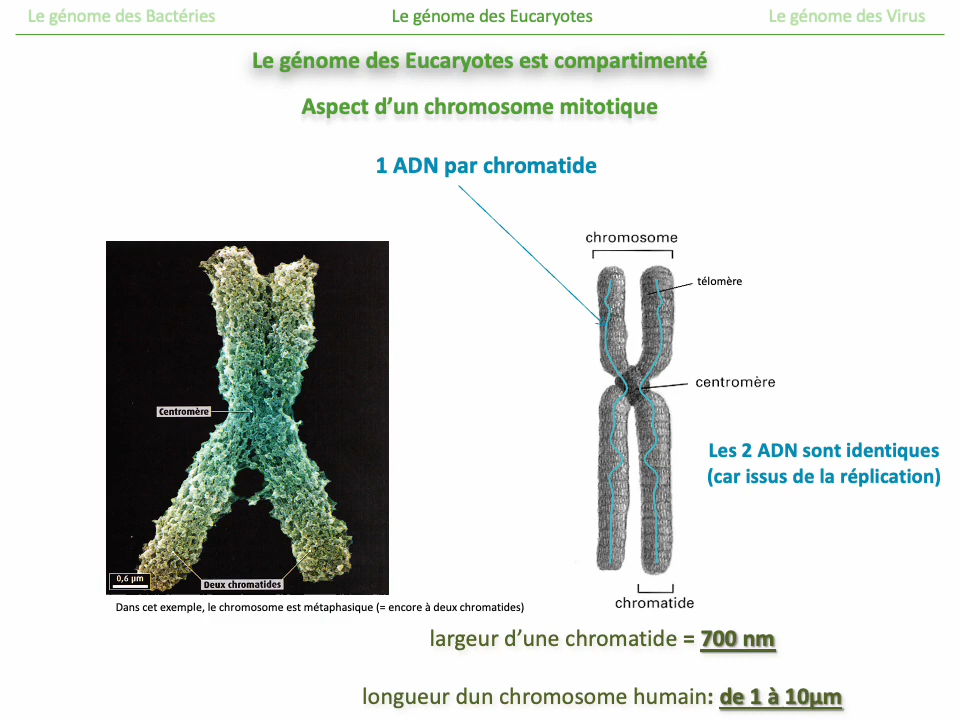 Le génome des Bactéries
Le génome des Eucaryotes
Le génome des Virus
Le génome des Eucaryotes est compartimenté
Aspect d’un chromosome mitotique
1 ADN par chromatide
chromosome
télomère
centromère
Centromère
Les 2 ADN sont identiques
(car issus de la réplication)
0,6 µm
Deux chromatides
chromatide
Dans cet exemple, le chromosome est métaphasique (= encore à deux chromatides)
largeur d’une chromatide = 700 nm
longueur dun chromosome humain: de 1 à 10µm